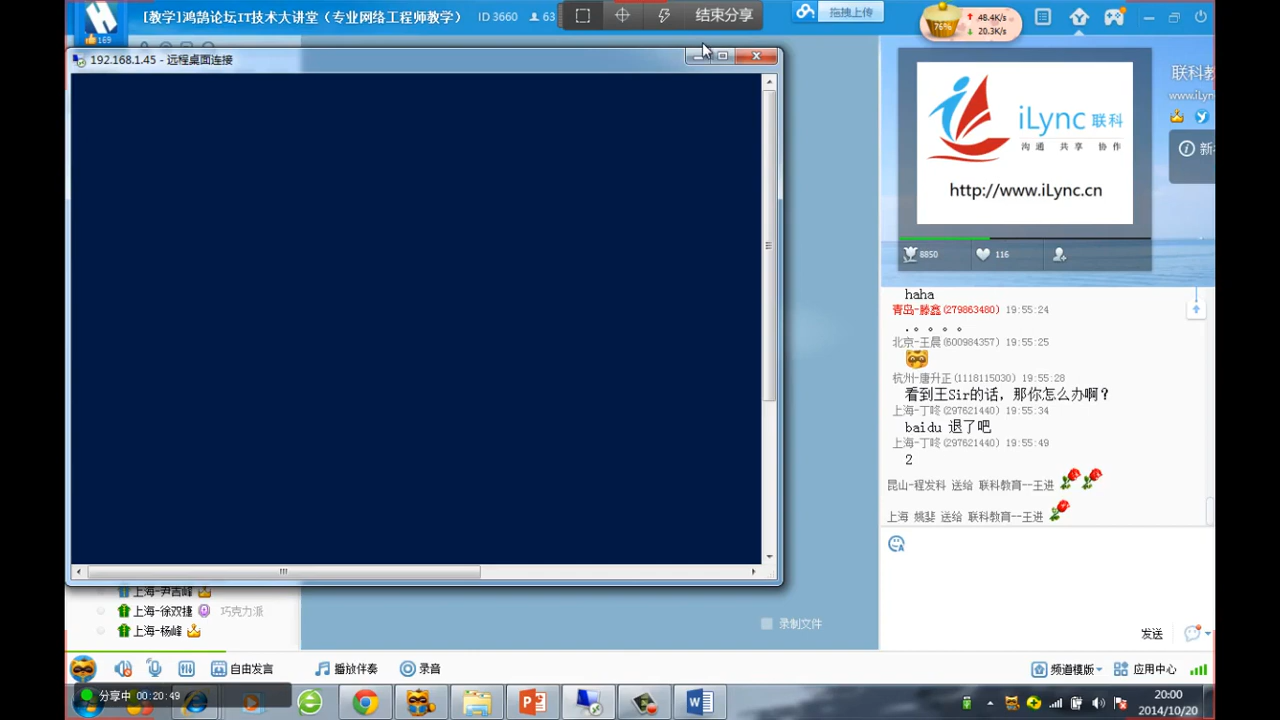 [教学]鸿鹄论坛IT技术大讲堂（专业网络工程师教学） ID 3660 63
169
结束分享
拖拽上传
76%
48.4K/s
20.3K/s
192.168.1.45 - 远程桌面连接
iLync 联科
沟通 共享 协作
http://www.iLync.cn
8850
116
联科教
www.iLyn
新
haha
青岛-滕鑫(279863480) 19:55:24
.。。。。
北京-王晨(600984357) 19:55:25
杭州-唐升正(1118115030) 19:55:28
看到王Sir的话，那你怎么办啊？
上海-丁咚(297621440) 19:55:34
baidu 退了吧
上海-丁咚(297621440) 19:55:49
2
昆山-程发料 送给 联科教育--王进
上海 姚斐 送给 联科教育--王进
上海-尹吉峰
上海-徐双捷 巧克力派
上海-杨峰
录制文件
发送
自由发言
播放伴奏
录音
频道模版
应用中心
分享中 00:20:49
20:00
2014/10/20